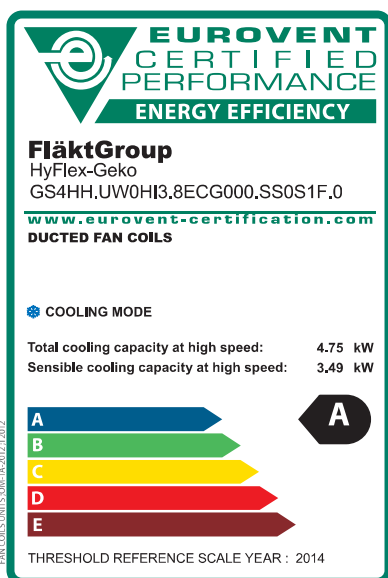 EUROVENT
CERTIFIED
PERFORMANCE
ENERGY EFFICIENCY
FläktGroup
HyFlex-Geko
GS4HH.UW0HI3.8ECG000.SS0S1F.0
www.eurovent-certification.com
DUCTED FAN COILS
COOLING MODE
Total cooling capacity at high speed: 4.75 kW
Sensible cooling capacity at high speed: 3.49 kW
A
A
B
C
D
E
THRESHOLD REFERENCE SCALE YEAR : 2014